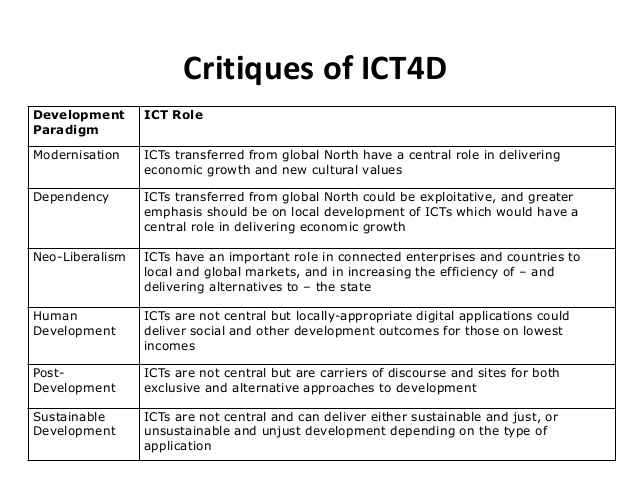 Critiques of ICT4D
Development
Paradigm
ICT Role
Modernisation
ICTs transferred from global North have a central role in delivering
economic growth and new cultural values
Dependency
ICTs transferred from global North could be exploitative, and greater
emphasis should be on local development of ICTs which would have a
central role in delivering economic growth
Neo-Liberalism
ICTs have an important role in connected enterprises and countries to
local and global markets, and in increasing the efficiency of – and
delivering alternatives to – the state
Human
Development
ICTs are not central but locally-appropriate digital applications could
deliver social and other development outcomes for those on lowest
incomes
Post-
Development
ICTs are not central but are carriers of discourse and sites for both
exclusive and alternative approaches to development
Sustainable
Development
ICTs are not central and can deliver either sustainable and just, or
unsustainable and unjust development depending on the type of
application